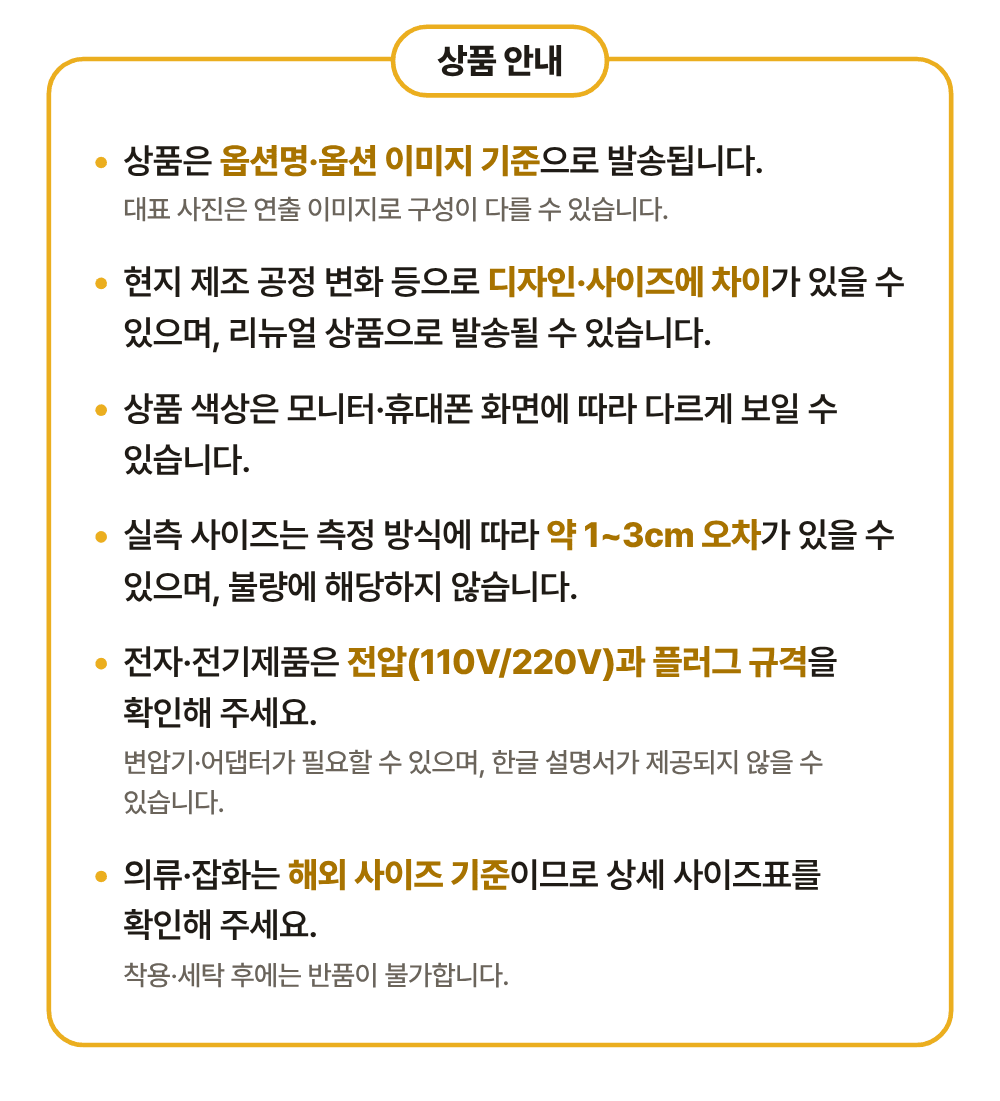 상품 안내
상품은 옵션명·옵션 이미지 기준으로 발송됩니다.
대표 사진은 연출 이미지로 구성이 다를 수 있습니다.
현지 제조 공정 변화 등으로 디자인·사이즈에 차이가 있을 수
있으며, 리뉴얼 상품으로 발송될 수 있습니다.
상품 색상은 모니터·휴대폰 화면에 따라 다르게 보일 수
있습니다.
실측 사이즈는 측정 방식에 따라 약 1~3cm 오차가 있을 수
있으며, 불량에 해당하지 않습니다.
전자·전기제품은 전압(110V/220V)과 플러그 규격을
확인해 주세요.
변압기·어댑터가 필요할 수 있으며, 한글 설명서가 제공되지 않을 수
있습니다.
의류·잡화는 해외 사이즈 기준이므로 상세 사이즈표를
확인해 주세요.
착용·세탁 후에는 반품이 불가합니다.